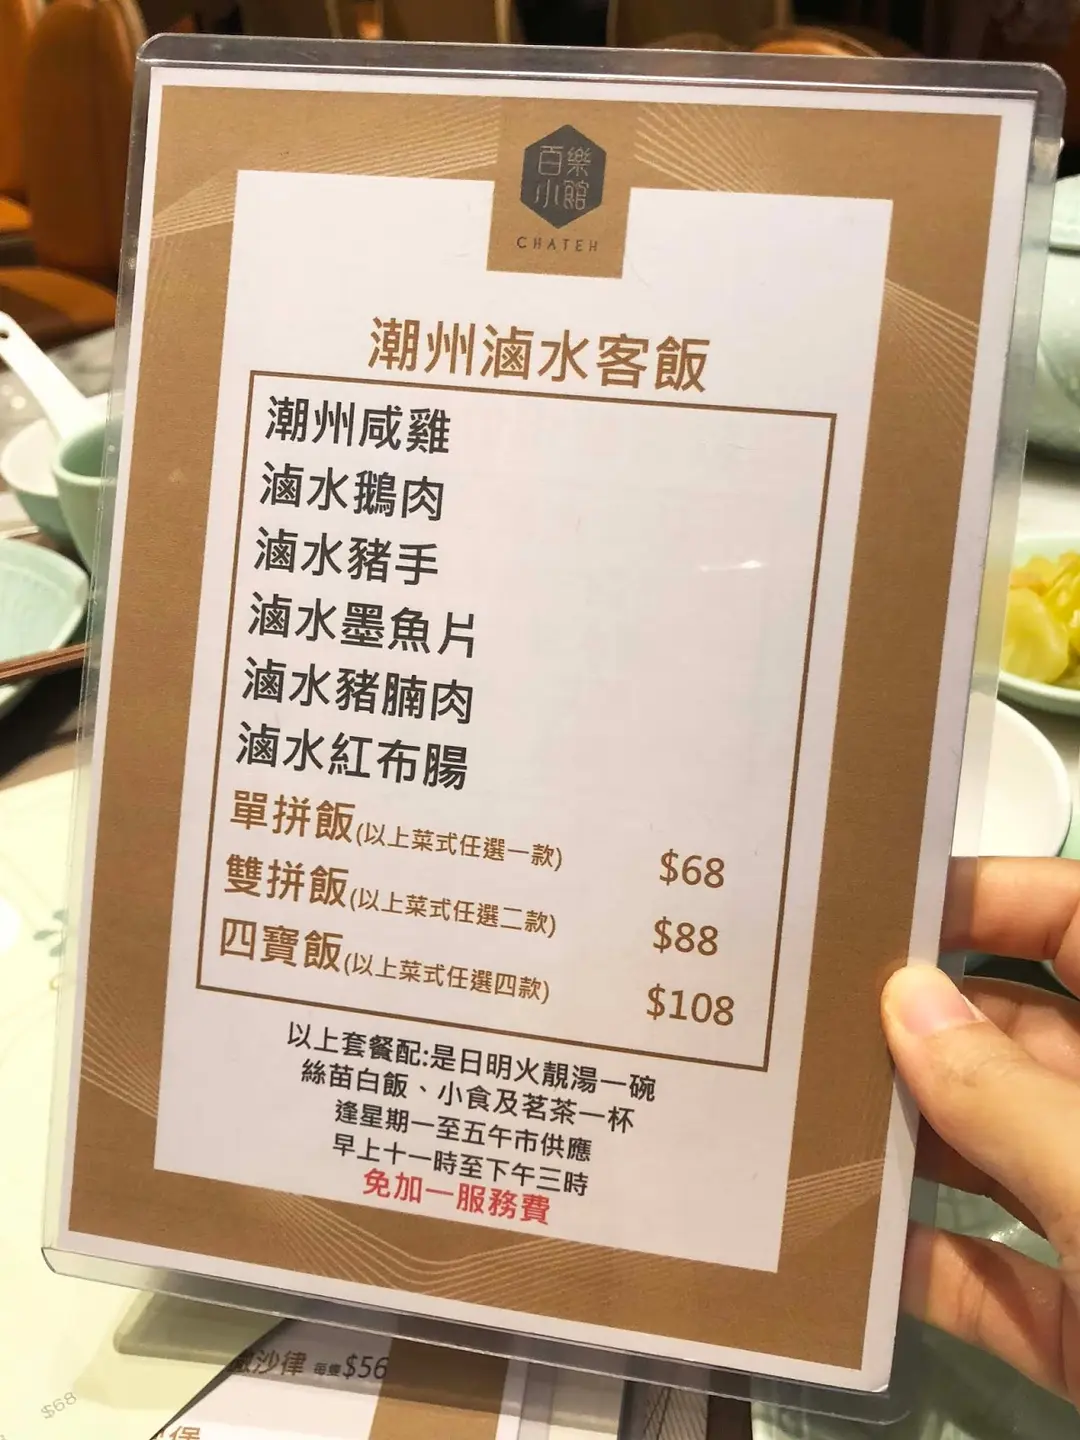 百樂
小館
CHATEH
潮州滷水客飯
潮州咸雞
滷水鵝肉
滷水豬手
滷水墨魚片
滷水豬腩肉
滷水紅布腸
單拼飯(以上菜式任選一款) $68
雙拼飯(以上菜式任選二款) $88
四寶飯(以上菜式任選四款) $108
以上套餐配:是日明火靚湯一碗
絲苗白飯、小食及茗茶一杯
逢星期一至五午市供應
早上十一時至下午三時
免加一服務費
沙律 每隻$56
$68